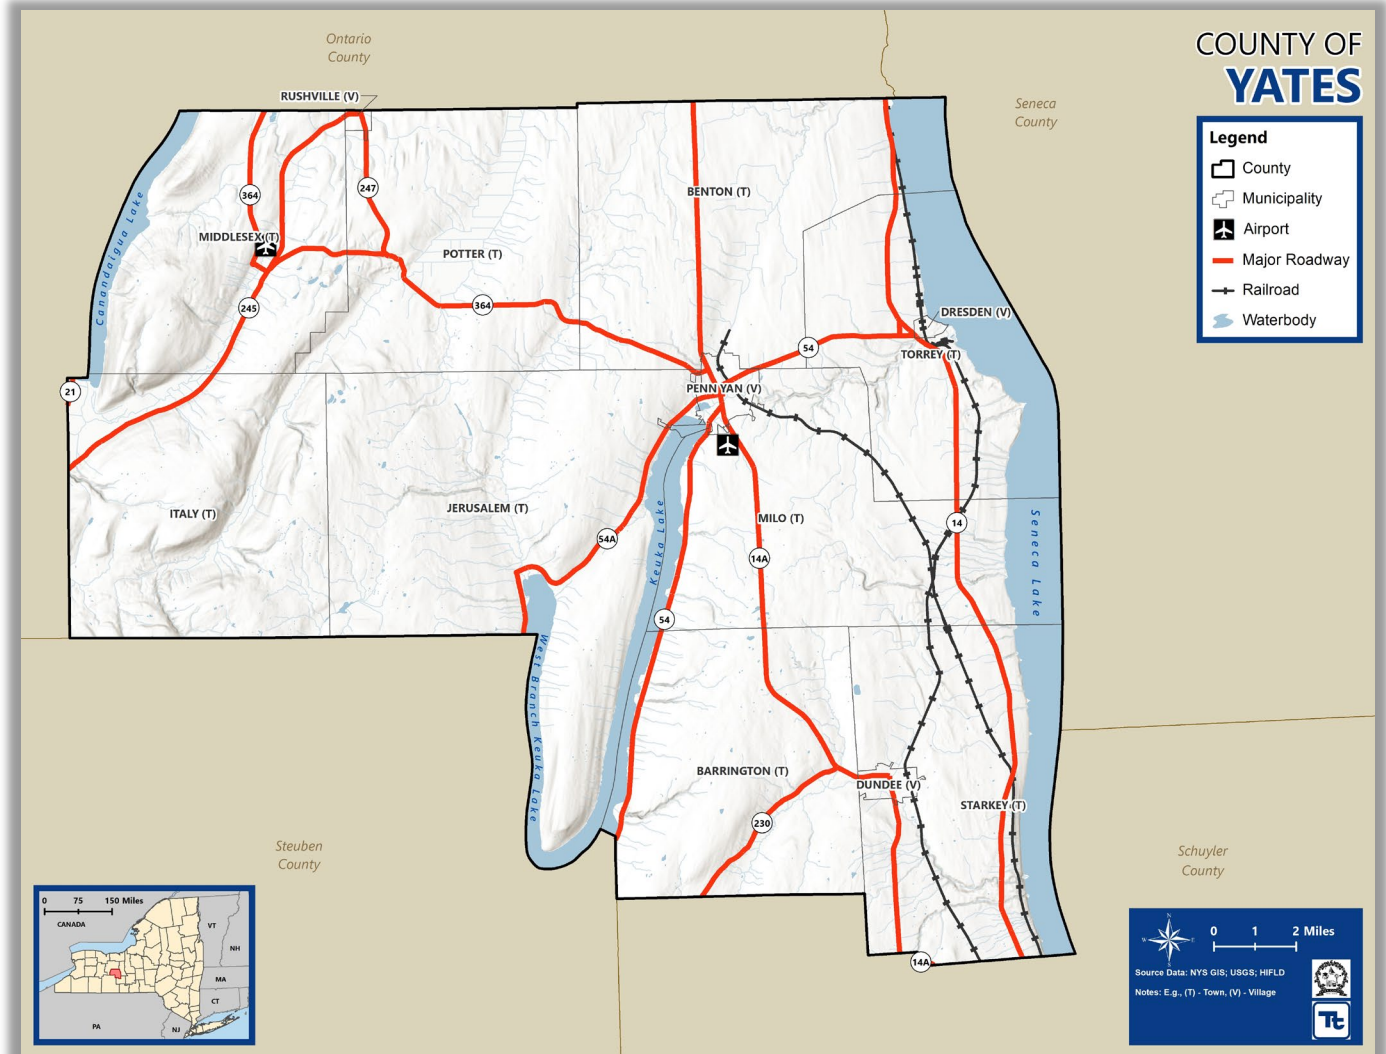 COUNTY OF
YATES
Ontario
County
Seneca
County
RUSHVILLE (V)
Legend
County
Municipality
Airport
Major Roadway
Railroad
Waterbody
364
247
BENTON (T)
MIDDLESEX (T)
POTTER (T)
Canandaigua Lake
245
364
DRESDEN (V)
54
TORREY (T)
21
PENN YAN (V)
ITALY (T)
JERUSALEM (T)
MILO (T)
14
54A
Keuka Lake
14A
Seneca Lake
54
West Branch Keuka Lake
BARRINGTON (T)
DUNDEE (V)
STARKEY (T)
230
Steuben
County
Schuyler
County
14A
0 75 150 Miles
CANADA
VT
NH
MA
CT
PA
NJ
N
W E
S
0 1 2 Miles
Source Data: NYS GIS; USGS; HIFLD
Notes: E.g., (T) - Town, (V) - Village
Tt